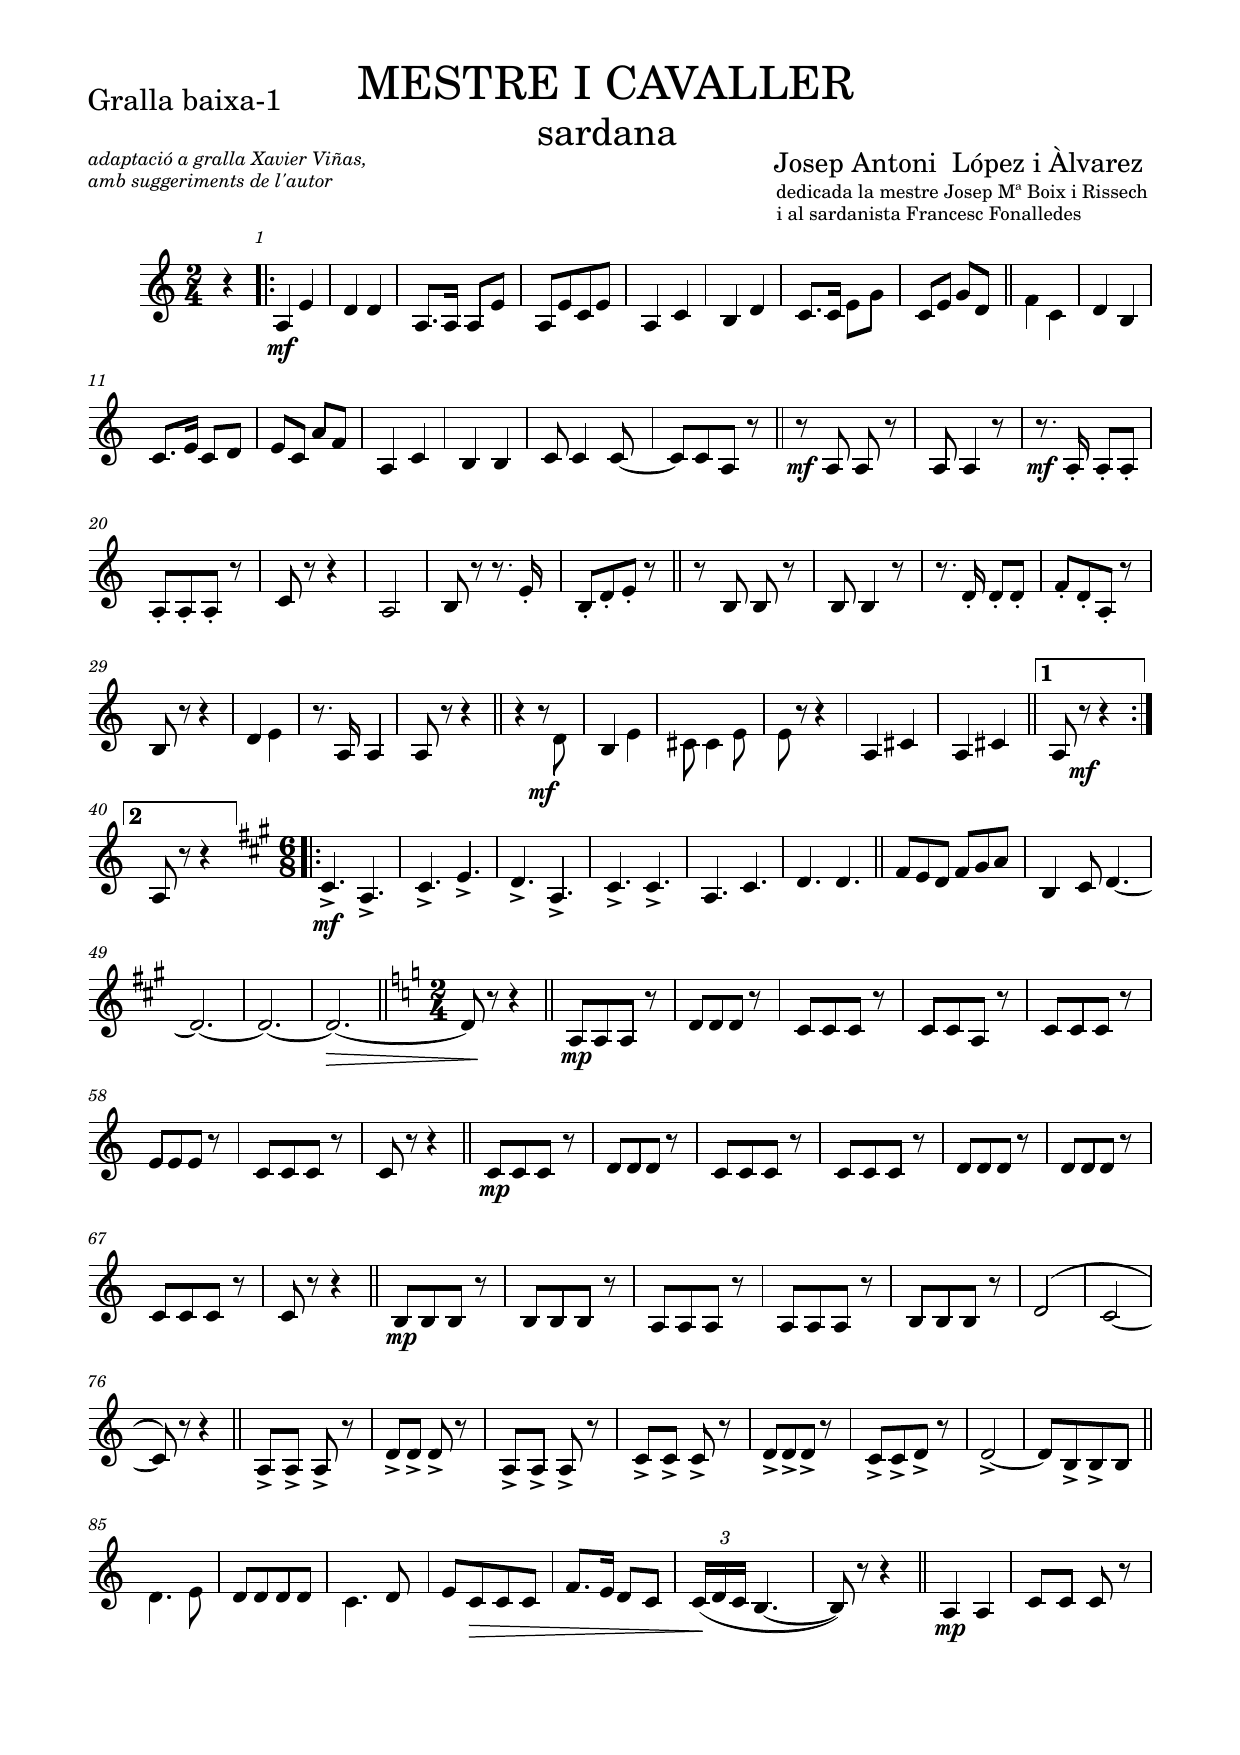 MESTRE I CAVALLER
Gralla baixa-1
sardana
adaptació a gralla Xavier Viñas,
amb suggeriments de l'autor
Josep Antoni López i Àlvarez
dedicada la mestre Josep Mª Boix i Rissech
i al sardanista Francesc Fonalledes
1
2
4
mf
11
mf mf
20
29
1
mf mf
40
2
6
8
mf
49
2
4
mp
58
mp
67
mp
76
85
3
mp